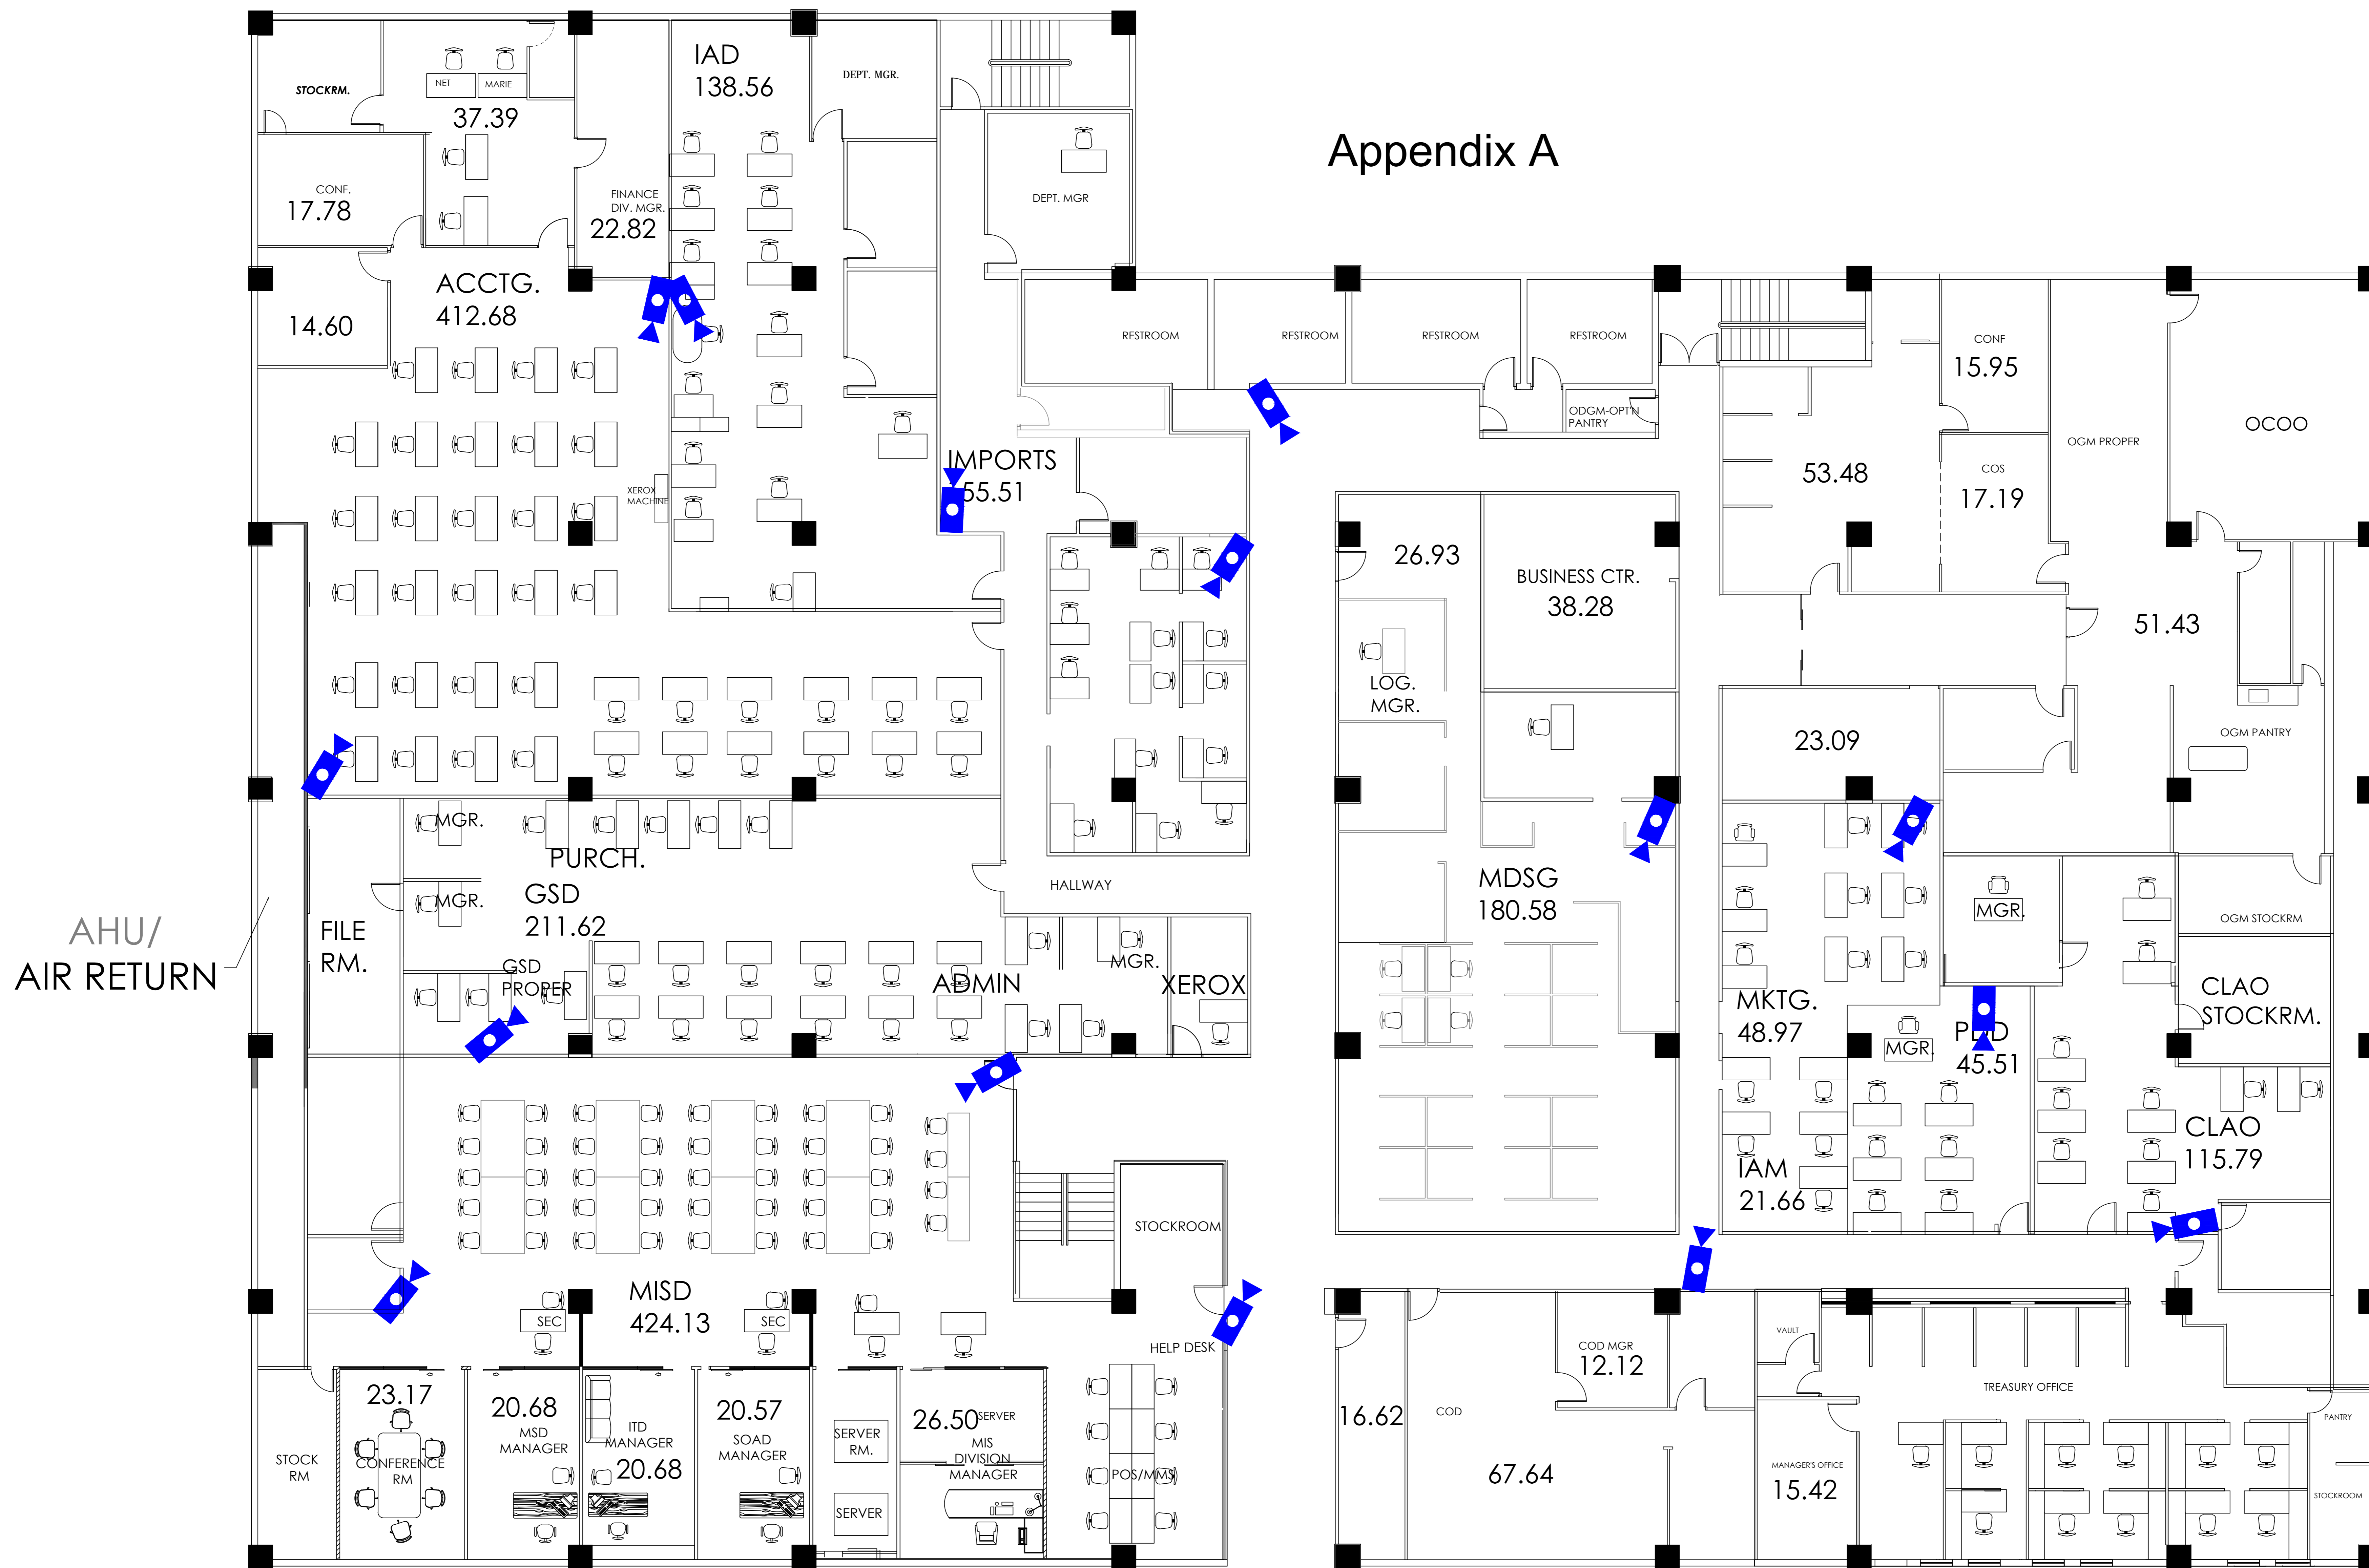 Appendix A
IAD
138.56
DEPT. MGR.
STOCKRM.
NET
MARIE
37.39
CONF.
17.78
FINANCE
DIV. MGR.
22.82
DEPT. MGR
ACCTG.
412.68
14.60
RESTROOM
RESTROOM
RESTROOM
RESTROOM
CONF
15.95
ODGM-OPT'N
PANTRY
OCOO
OGM PROPER
IMPORTS
55.51
53.48
COS
17.19
XEROX
MACHINE
26.93
BUSINESS CTR.
38.28
51.43
LOG.
MGR.
23.09
OGM PANTRY
MGR.
PURCH.
MGR.
GSD
211.62
HALLWAY
MDSG
180.58
MGR.
OGM STOCKRM
AHU/
AIR RETURN
FILE
RM.
GSD
PROPER
ADMIN
MGR.
XEROX
CLAO
STOCKRM.
MKTG.
48.97
MGR.
45.51
CLAO
115.79
IAM
21.66
STOCKROOM
MISD
424.13
SEC
SEC
HELP DESK
VAULT
COD MGR
12.12
TREASURY OFFICE
23.17
20.68
MSD
MANAGER
ITD
MANAGER
20.68
20.57
SOAD
MANAGER
SERVER
RM.
26.50
SERVER
MIS
DIVISION
MANAGER
16.62
COD
PANTRY
STOCK
RM
CONFERENCE
RM
POS/MMS
67.64
MANAGER'S OFFICE
15.42
STOCKROOM
SERVER